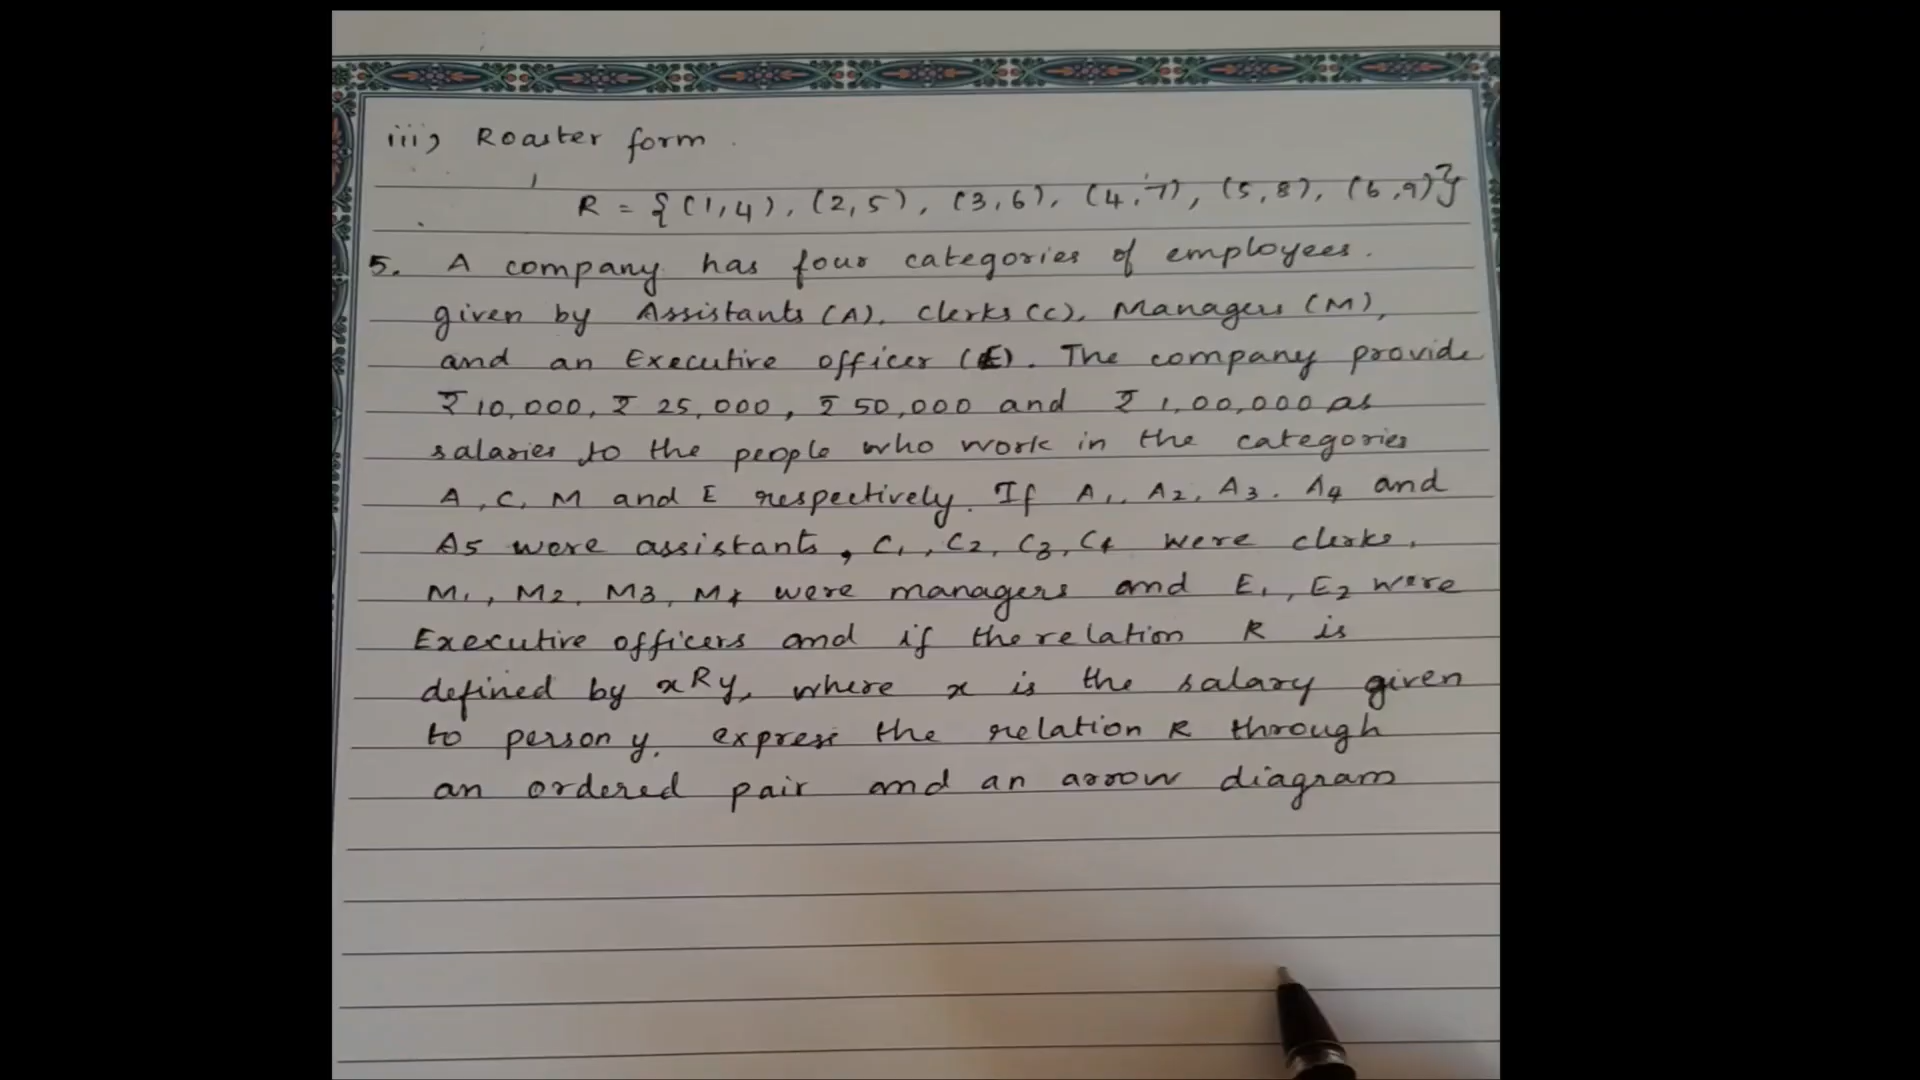 iii) Roaster form.
R = {(1,4), (2,5), (3,6), (4,7), (5,8), (6,9)}
5. A company has four categories of employees.
given by Assistants (A), Clerks (C), Managers (M),
and an Executive officer (E). The company provide
₹ 10,000, ₹ 25,000, ₹ 50,000 and ₹ 1,00,000 as
salaries to the people who work in the categories
A, C, M and E respectively. If A1, A2, A3, A4 and
A5 were assistants, C1, C2, C3, C4 were clerks,
M1, M2, M3, M4 were managers and E1, E2 were
Executive officers and if the relation R is
defined by xRy, where x is the salary given
to person y. express the relation R through
an ordered pair and an arrow diagram